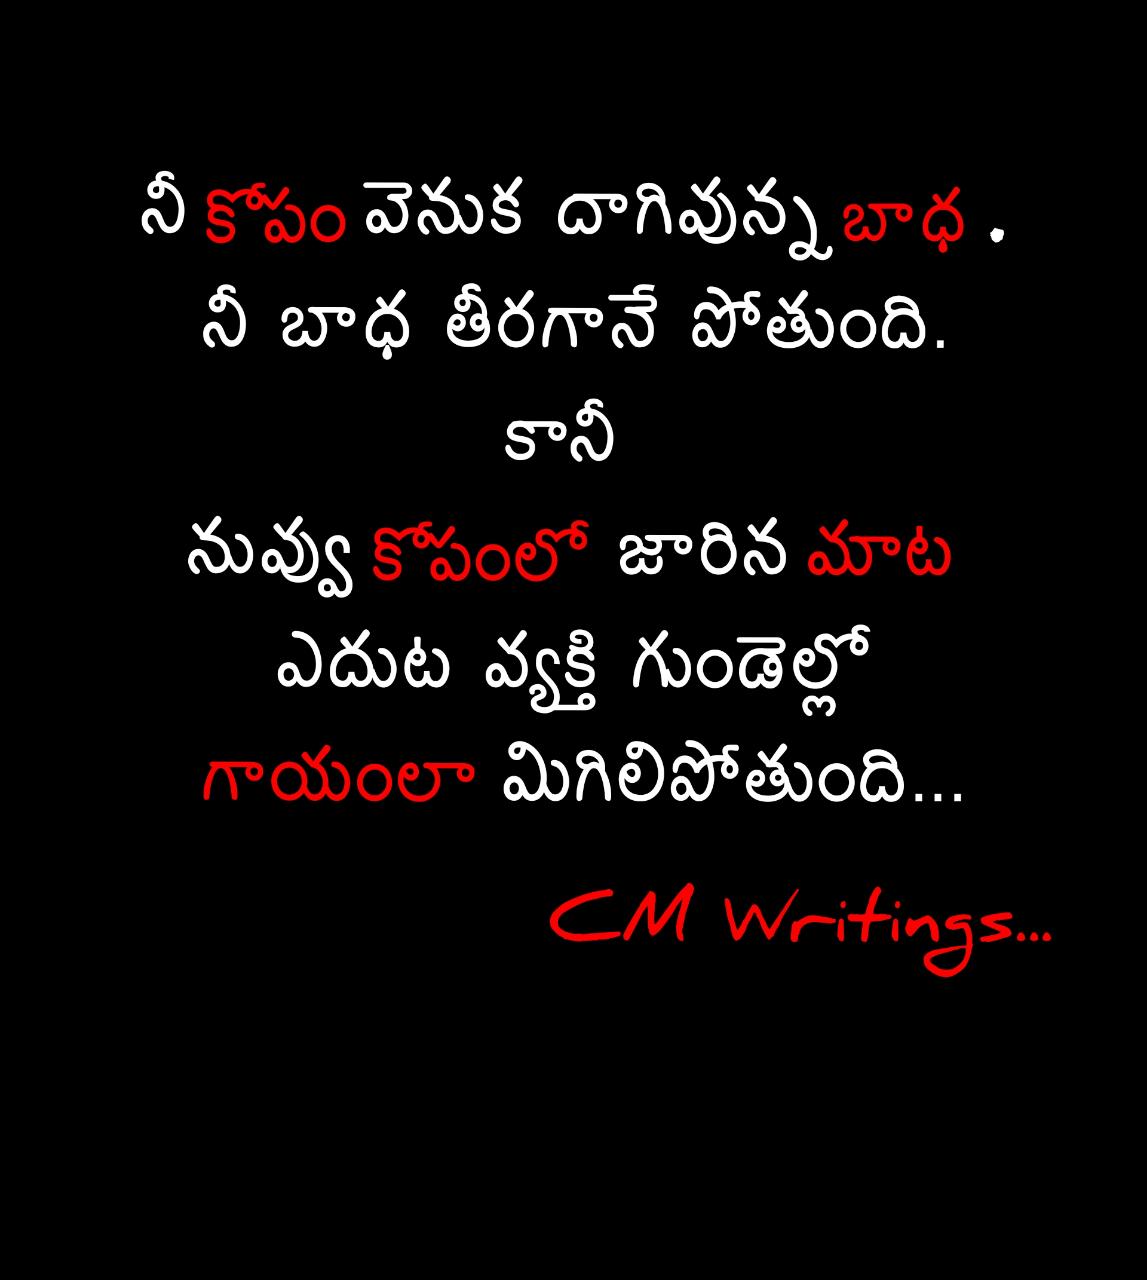 నీ కోపం వెనుక దాగివున్న బాధ .
నీ బాధ తీరగానే పోతుంది.
కానీ
నువ్వు కోపంలో జారిన మాట
ఎదుట వ్యక్తి గుండెల్లో
గాయంలా మిగిలిపోతుంది...
CM Writings...